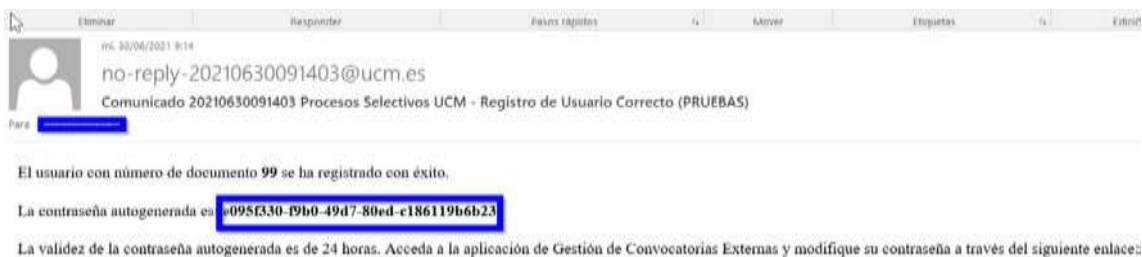 Eliminar Responder Pasos rápidos Mover Etiquetas
mi. 30/06/2021 9:14
no-reply-20210630091403@ucm.es
Comunicado 20210630091403 Procesos Selectivos UCM - Registro de Usuario Correcto (PRUEBAS)
Para
El usuario con número de documento 99 se ha registrado con éxito.
La contraseña autogenerada es e095f330-f9b0-49d7-80ed-c186119b6b23
La validez de la contraseña autogenerada es de 24 horas. Acceda a la aplicación de Gestión de Convocatorias Externas y modifique su contraseña a través del siguiente enlace: